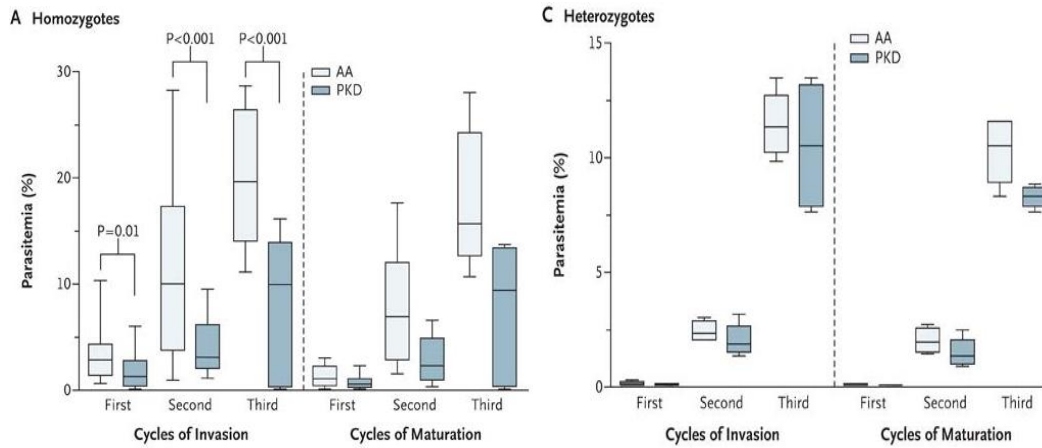 A Homozygotes
P<0.001 P<0.001
AA
PKD
30
20
P=0.01
10
0
Parasitemia (%)
First Second Third First Second Third
Cycles of Invasion Cycles of Maturation
C Heterozygotes
15
AA
PKD
10
5
0
Parasitemia (%)
First Second Third First Second Third
Cycles of Invasion Cycles of Maturation